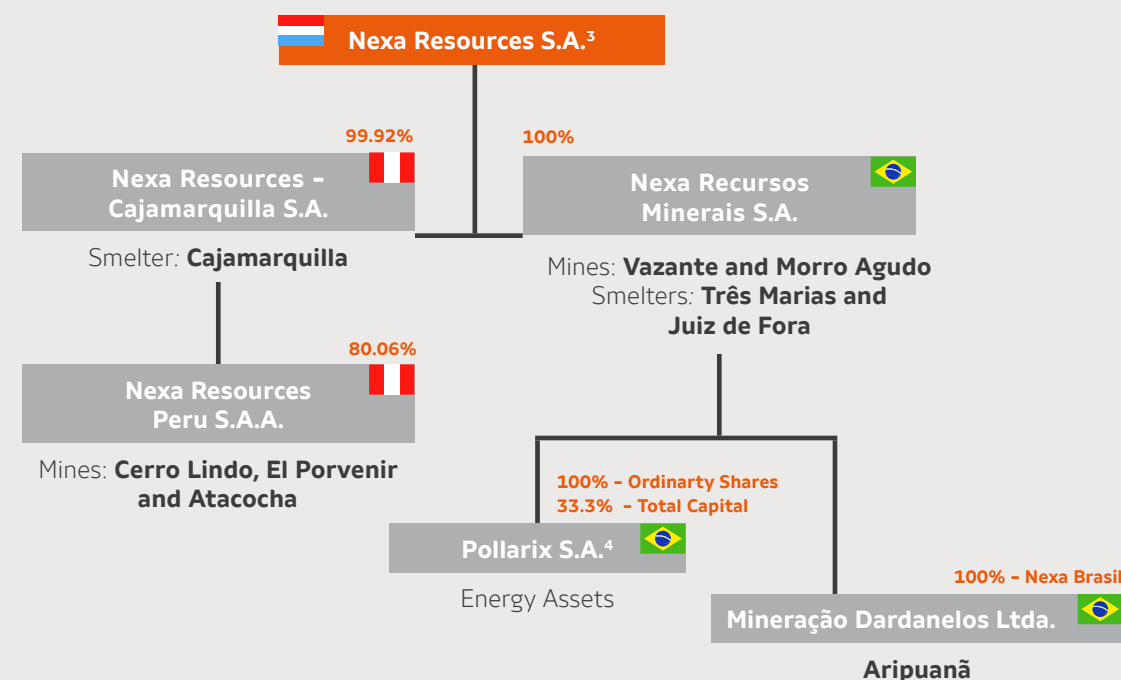 Nexa Resources S.A.³
99.92%
Nexa Resources –
Cajamarquilla S.A.
Smelter: Cajamarquilla
100%
Nexa Recursos
Minerais S.A.
Mines: Vazante and Morro Agudo
Smelters: Três Marias and
Juiz de Fora
80.06%
Nexa Resources
Peru S.A.A.
Mines: Cerro Lindo, El Porvenir
and Atacocha
100% – Ordinarty Shares
33.3% – Total Capital
Pollarix S.A.⁴
Energy Assets
100% – Nexa Brasil
Mineração Dardanelos Ltda.
Aripuanã